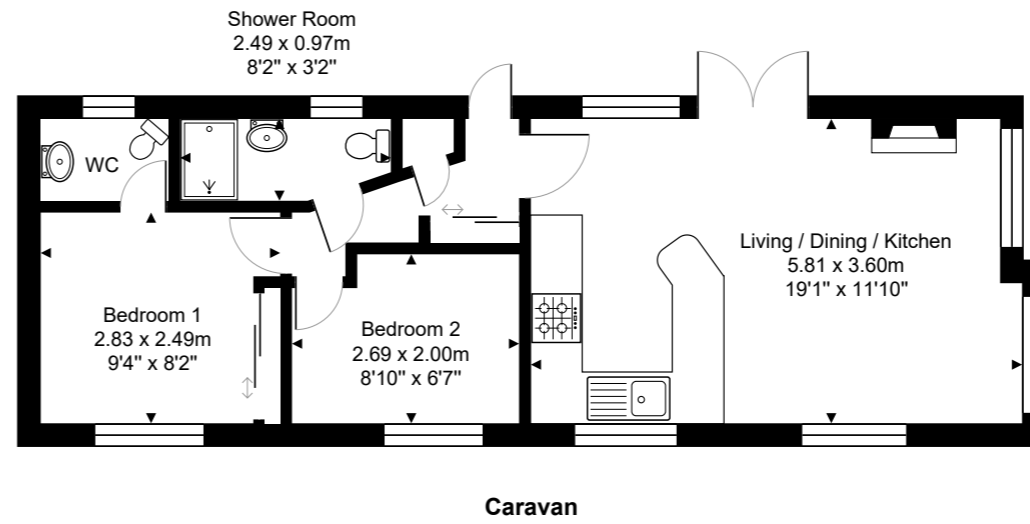 Shower Room
2.49 x 0.97m
8'2" x 3'2"
WC
Living / Dining / Kitchen
5.81 x 3.60m
19'1" x 11'10"
Bedroom 1
2.83 x 2.49m
9'4" x 8'2"
Bedroom 2
2.69 x 2.00m
8'10" x 6'7"
Caravan